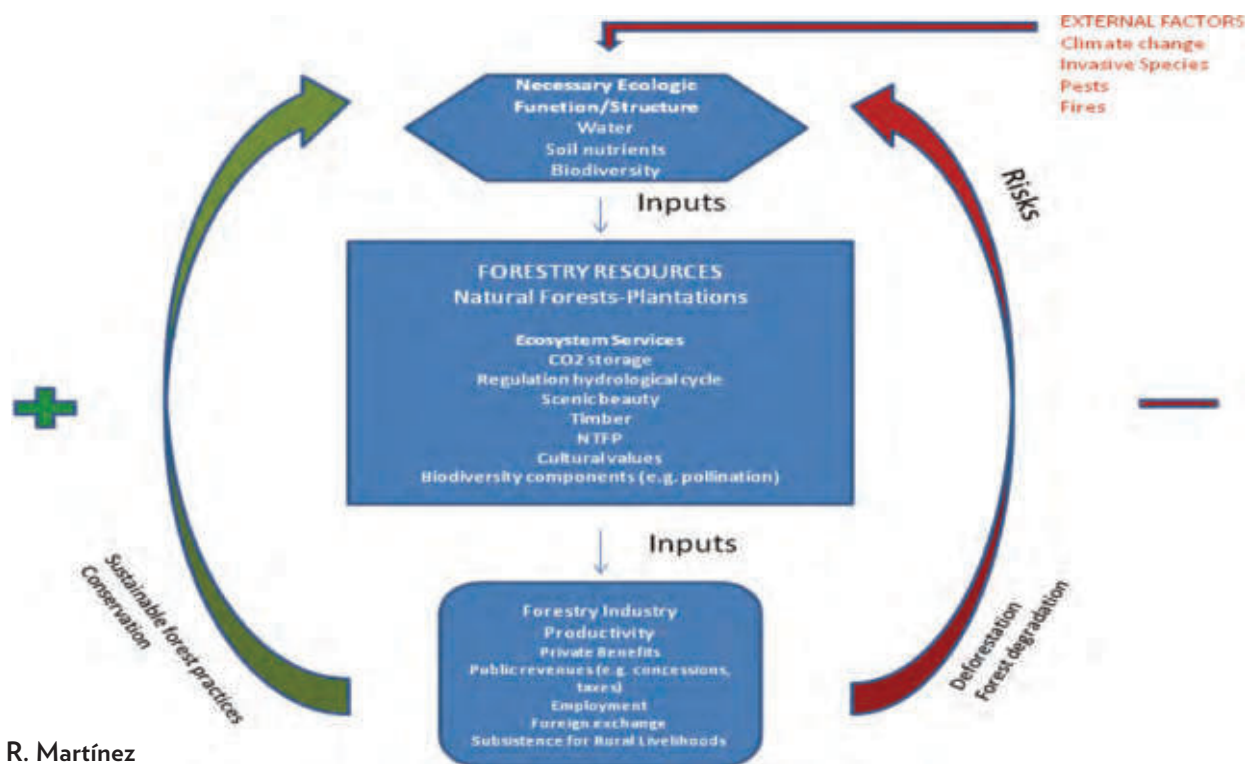 EXTERNAL FACTORS
Climate change
Invasive Species
Pests
Fires
Necessary Ecologic
Function/Structure
Water
Soil nutrients
Biodiversity
Risks
Inputs
FORESTRY RESOURCES
Natural Forests-Plantations
Ecosystem Services
CO2 storage
Regulation hydrological cycle
Scenic beauty
Timber
NTFP
Cultural values
Biodiversity components (e.g. pollination)
Inputs
Sustainable forest practices
Conservation
Forestry Industry
Productivity
Private Benefits
Public revenues (e.g. concessions,
taxes)
Employment
Foreign exchange
Subsistence for Rural Livelihoods
Deforestation
Forest degradation
R. Martínez